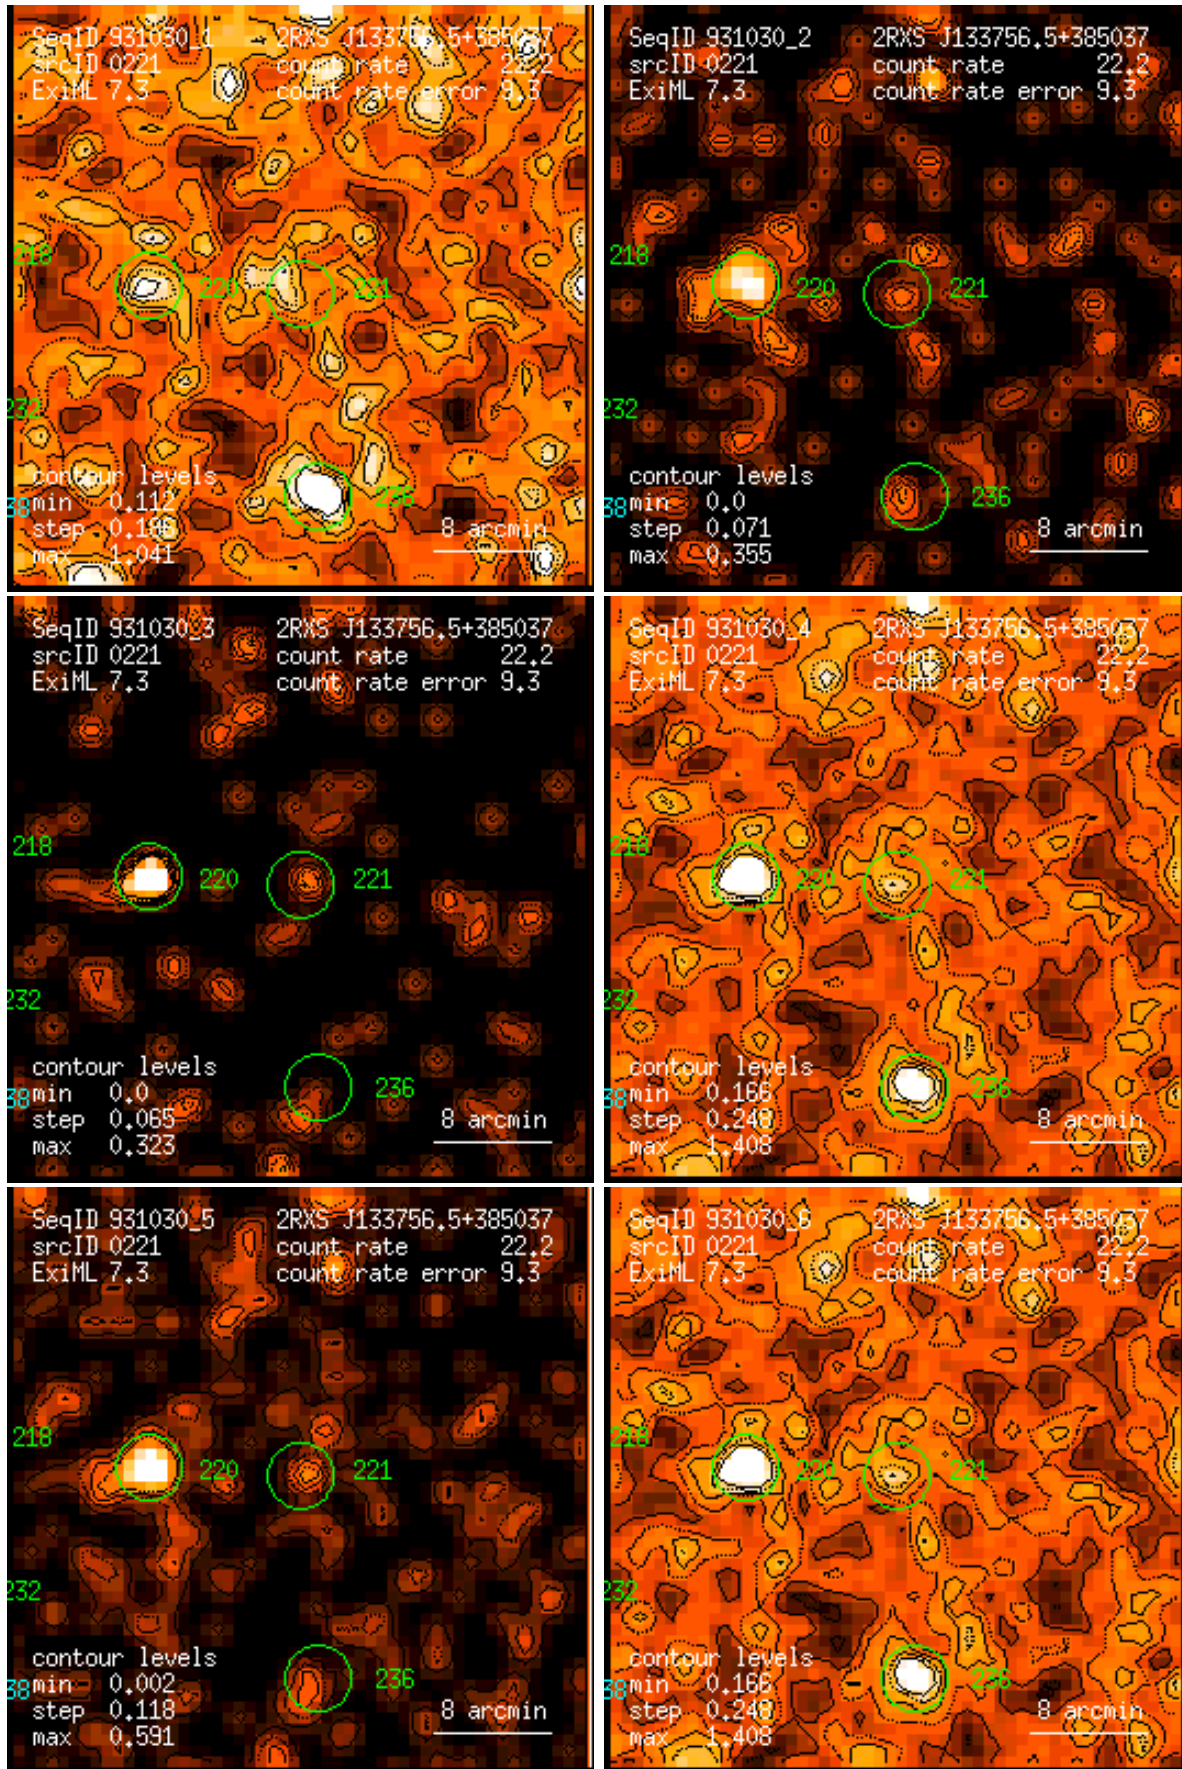 SeqID 931030_1 2RXS J133756.5+385037
srcID 0221 count rate 22.2
ExiML 7.3 count rate error 9.3
218
220 221
232
contour levels
38 min 0.112
236
step 0.186
8 arcmin
max 1.041
SeqID 931030_2 2RXS J133756.5+385037
srcID 0221 count rate 22.2
ExiML 7.3 count rate error 9.3
218
220 221
232
contour levels
38 min 0.0
236
step 0.071
8 arcmin
max 0.355
SeqID 931030_3 2RXS J133756.5+385037
srcID 0221 count rate 22.2
ExiML 7.3 count rate error 9.3
218
220 221
232
contour levels
38 min 0.0
236
step 0.065
8 arcmin
max 0.323
SeqID 931030_4 2RXS J133756.5+385037
srcID 0221 count rate 22.2
ExiML 7.3 count rate error 9.3
218
220 221
232
contour levels
38 min 0.166
236
step 0.248
8 arcmin
max 1.408
SeqID 931030_5 2RXS J133756.5+385037
srcID 0221 count rate 22.2
ExiML 7.3 count rate error 9.3
218
220 221
232
contour levels
38 min 0.002
236
step 0.118
8 arcmin
max 0.591
SeqID 931030_6 2RXS J133756.5+385037
srcID 0221 count rate 22.2
ExiML 7.3 count rate error 9.3
218
220 221
232
contour levels
38 min 0.166
236
step 0.248
8 arcmin
max 1.408